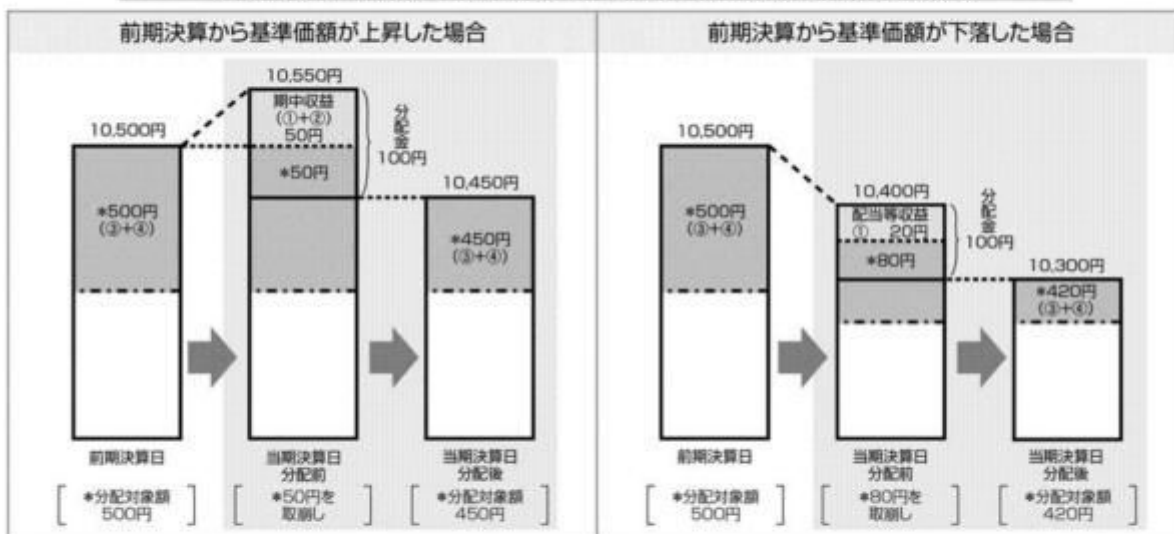 前期決算から基準価額が上昇した場合
10,550円
期中収益
(①+②)
50円
*50円
分配金
100円
10,500円
*500円
(③+④)
10,450円
*450円
(③+④)
前期決算日
当期決算日
分配前
当期決算日
分配後
*分配対象額
500円
*50円を
取崩し
*分配対象額
450円
前期決算から基準価額が下落した場合
10,500円
*500円
(③+④)
10,400円
配当等収益
① 20円
*80円
分配金
100円
10,300円
*420円
(③+④)
前期決算日
当期決算日
分配前
当期決算日
分配後
*分配対象額
500円
*80円を
取崩し
*分配対象額
420円